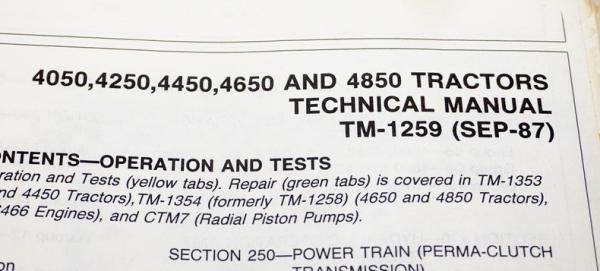 4050,4250,4450,4650 AND 4850 TRACTORS
TECHNICAL MANUAL
TM-1259 (SEP-87)
ONTENTS—OPERATION AND TESTS
ration and Tests (yellow tabs). Repair (green tabs) is covered in TM-1353
nd 4450 Tractors),TM-1354 (formerly TM-1258) (4650 and 4850 Tractors),
466 Engines), and CTM7 (Radial Piston Pumps).
SECTION 250—POWER TRAIN (PERMA-CLUTCH
TRANSMISSION)
on